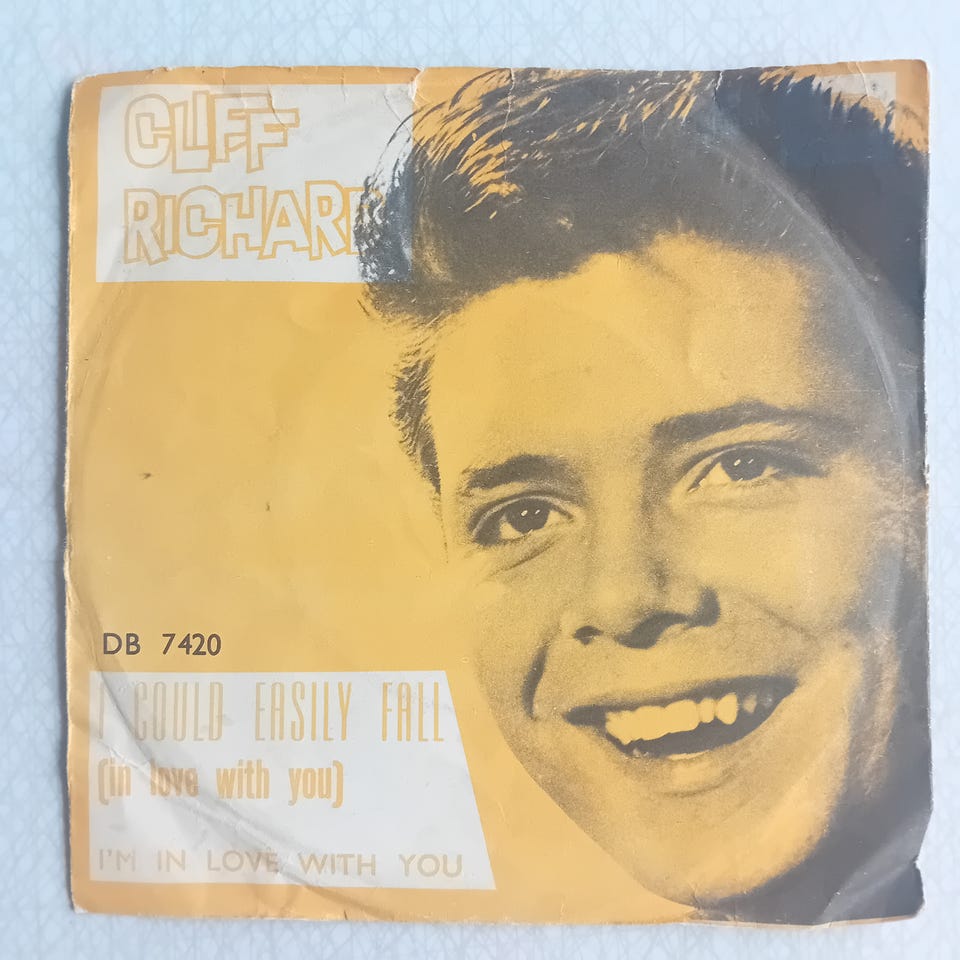 CLIFF
RICHARD
DB 7420
I COULD EASILY FALL
(in love with you)
I'M IN LOVE WITH YOU